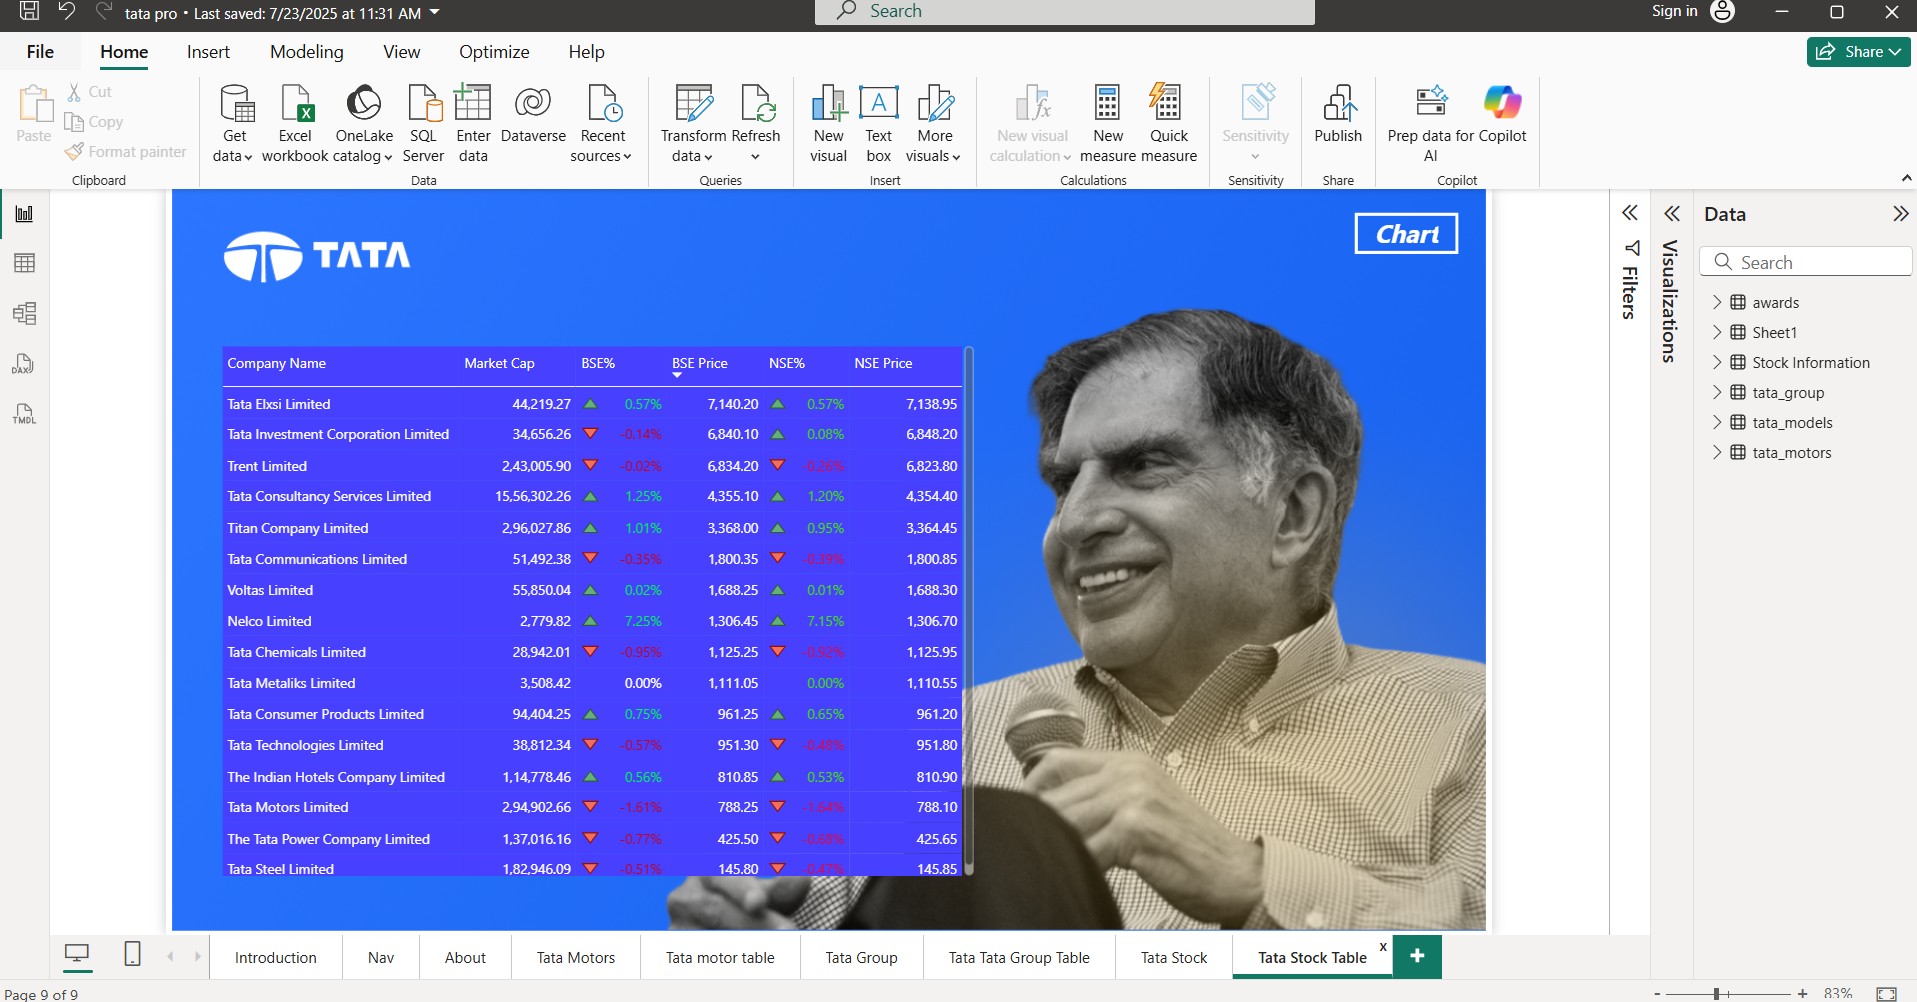 tata pro • Last saved: 7/23/2025 at 11:31 AM
Search
Sign in
File Home Insert Modeling View Optimize Help
Share
Paste
Cut
Copy
Format painter
Clipboard
Get data
Excel workbook
OneLake catalog
SQL Server
Enter data
Dataverse
Recent sources
Data
Transform data
Refresh
Queries
New visual
Text box
More visuals
Insert
New visual calculation
New measure
Quick measure
Calculations
Sensitivity
Sensitivity
Publish
Share
Prep data for AI
Copilot
Copilot
TATA
Chart
Company Name Market Cap BSE% BSE Price NSE% NSE Price
Tata Elxsi Limited 44,219.27 0.57% 7,140.20 0.57% 7,138.95
Tata Investment Corporation Limited 34,656.26 -0.14% 6,840.10 0.08% 6,848.20
Trent Limited 2,43,005.90 -0.02% 6,834.20 -0.26% 6,823.80
Tata Consultancy Services Limited 15,56,302.26 1.25% 4,355.10 1.20% 4,354.40
Titan Company Limited 2,96,027.86 1.01% 3,368.00 0.95% 3,364.45
Tata Communications Limited 51,492.38 -0.35% 1,800.35 -0.39% 1,800.85
Voltas Limited 55,850.04 0.02% 1,688.25 0.01% 1,688.30
Nelco Limited 2,779.82 7.25% 1,306.45 7.15% 1,306.70
Tata Chemicals Limited 28,942.01 -0.95% 1,125.25 -0.92% 1,125.95
Tata Metaliks Limited 3,508.42 0.00% 1,111.05 0.00% 1,110.55
Tata Consumer Products Limited 94,404.25 0.75% 961.25 0.65% 961.20
Tata Technologies Limited 38,812.34 -0.57% 951.30 -0.48% 951.80
The Indian Hotels Company Limited 1,14,778.46 0.56% 810.85 0.53% 810.90
Tata Motors Limited 2,94,902.66 -1.61% 788.25 -1.64% 788.10
The Tata Power Company Limited 1,37,016.16 -0.77% 425.50 -0.68% 425.65
Tata Steel Limited 1,82,946.09 -0.51% 145.80 -0.47% 145.85
Filters
Visualizations
Data
Search
awards
Sheet1
Stock Information
tata_group
tata_models
tata_motors
DAX
TMDL
Introduction Nav About Tata Motors Tata motor table Tata Group Tata Tata Group Table Tata Stock Tata Stock Table x +
Page 9 of 9
- + 83%